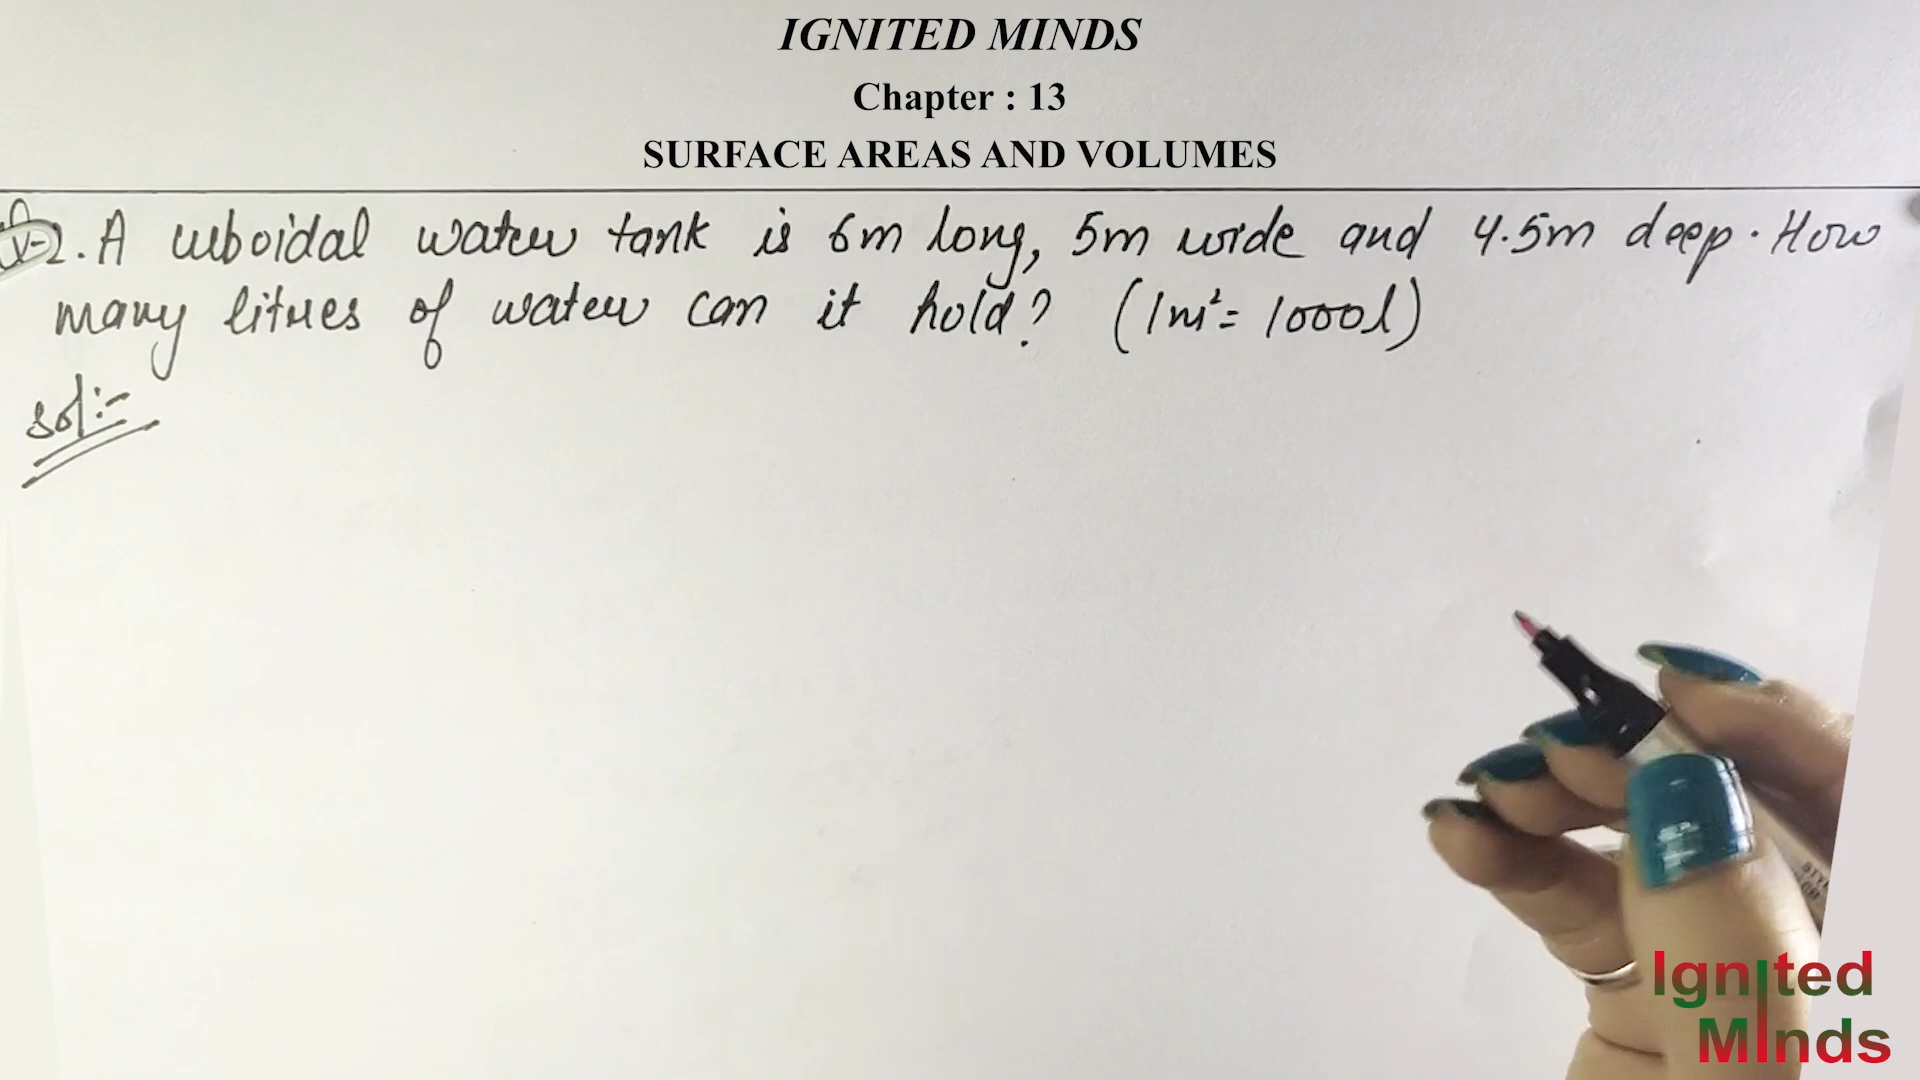 IGNITED MINDS
Chapter : 13
SURFACE AREAS AND VOLUMES
2. A cuboidal water tank is 6m long, 5m wide and 4.5m deep. How
many litres of water can it hold? (1m²= 1000l)
sol:-
Ignited
Minds